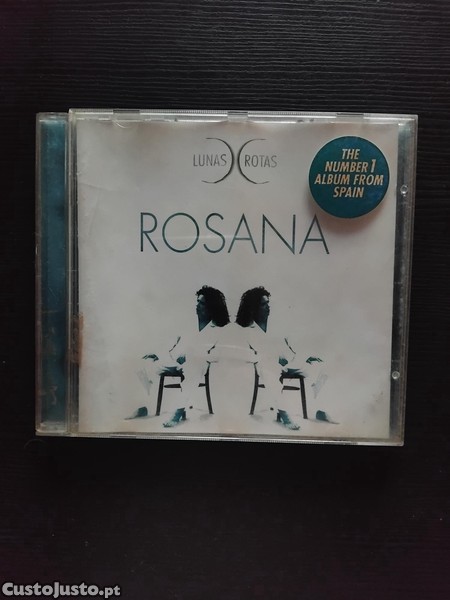 LUNAS ROTAS
THE
NUMBER 1
ALBUM FROM
SPAIN
ROSANA
CustoJusto.pt